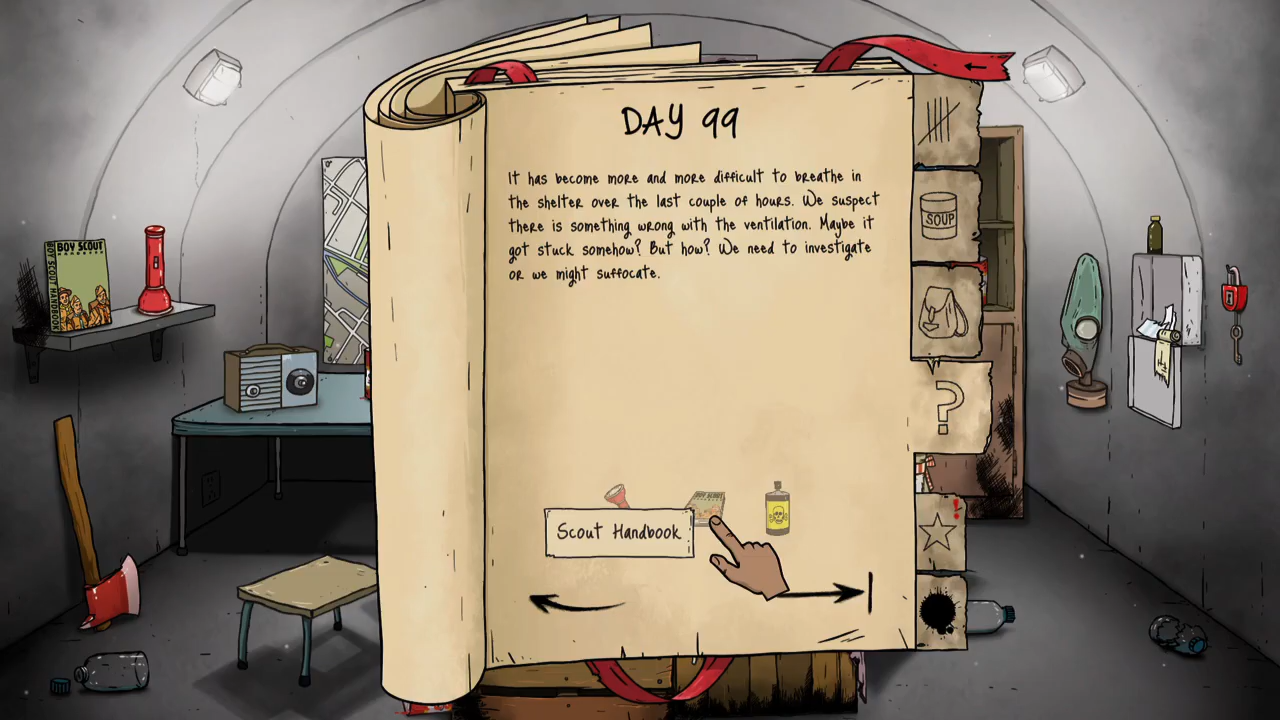 DAY 99
It has become more and more difficult to breathe in
the shelter over the last couple of hours. We suspect
there is something wrong with the ventilation. Maybe it
got stuck somehow? But how? We need to investigate
or we might suffocate.
BOY SCOUT
BOY SCOUT HANDBOOK
SOUP
?
BOY SCOUT
Scout Handbook
!